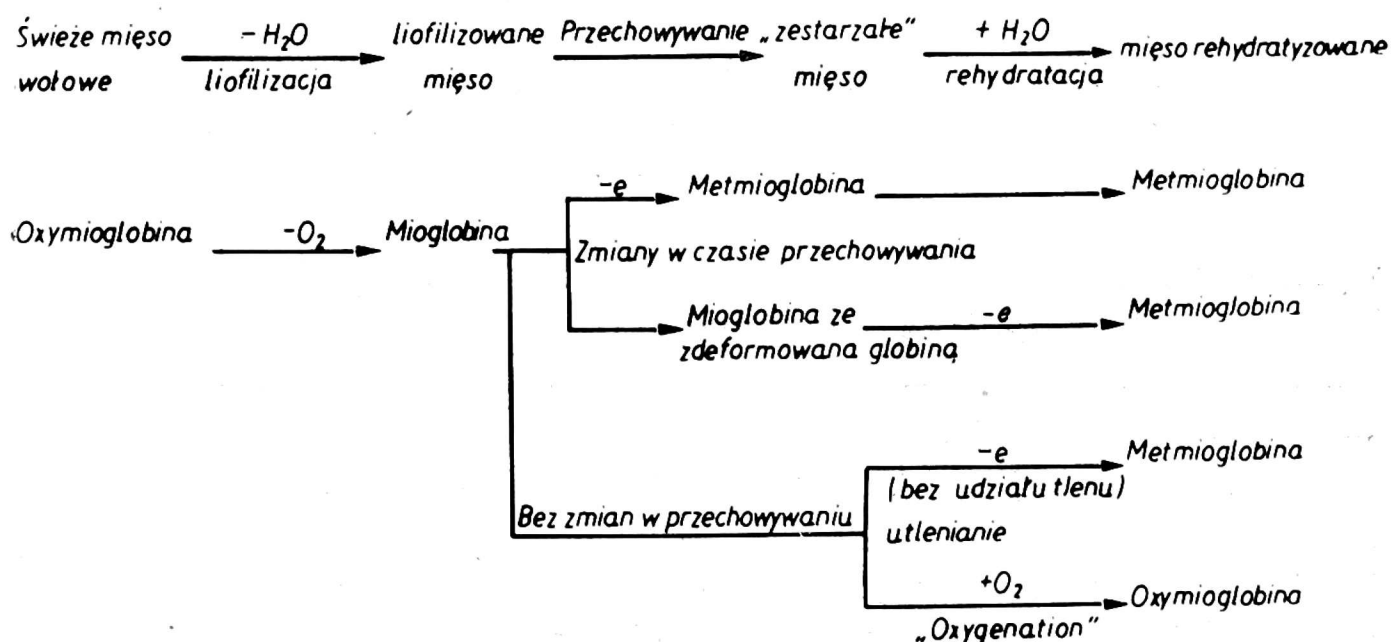 Świeże mięso wołowe
– H₂O
liofilizacja
liofilizowane mięso
Przechowywanie
„zestarzałe" mięso
+ H₂O
rehydratacja
mięso rehydratyzowane
Oxymioglobina
–O₂
Mioglobina
–e
Metmioglobina
Metmioglobina
Zmiany w czasie przechowywania
Mioglobina ze
zdeformowana globiną
–e
Metmioglobina
Bez zmian w przechowywaniu
–e
(bez udziału tlenu)
utlenianie
Metmioglobina
+O₂
„Oxygenation"
Oxymioglobina